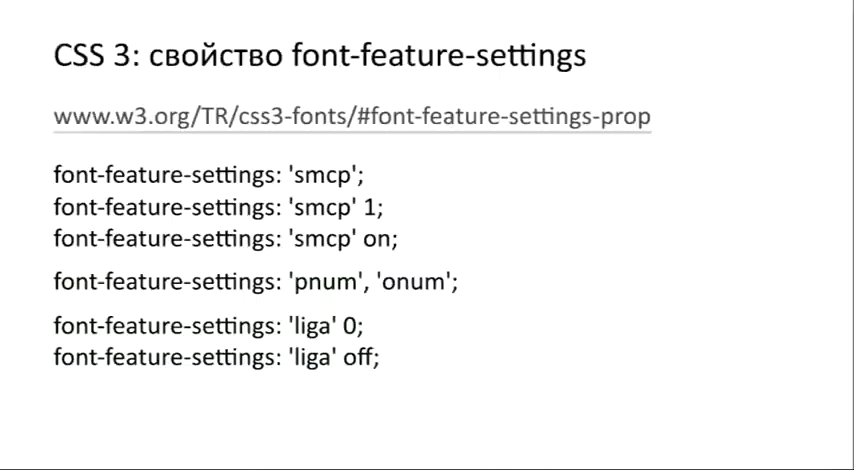 CSS 3: свойство font-feature-settings
www.w3.org/TR/css3-fonts/#font-feature-settings-prop
font-feature-settings: 'smcp';
font-feature-settings: 'smcp' 1;
font-feature-settings: 'smcp' on;
font-feature-settings: 'pnum', 'onum';
font-feature-settings: 'liga' 0;
font-feature-settings: 'liga' off;